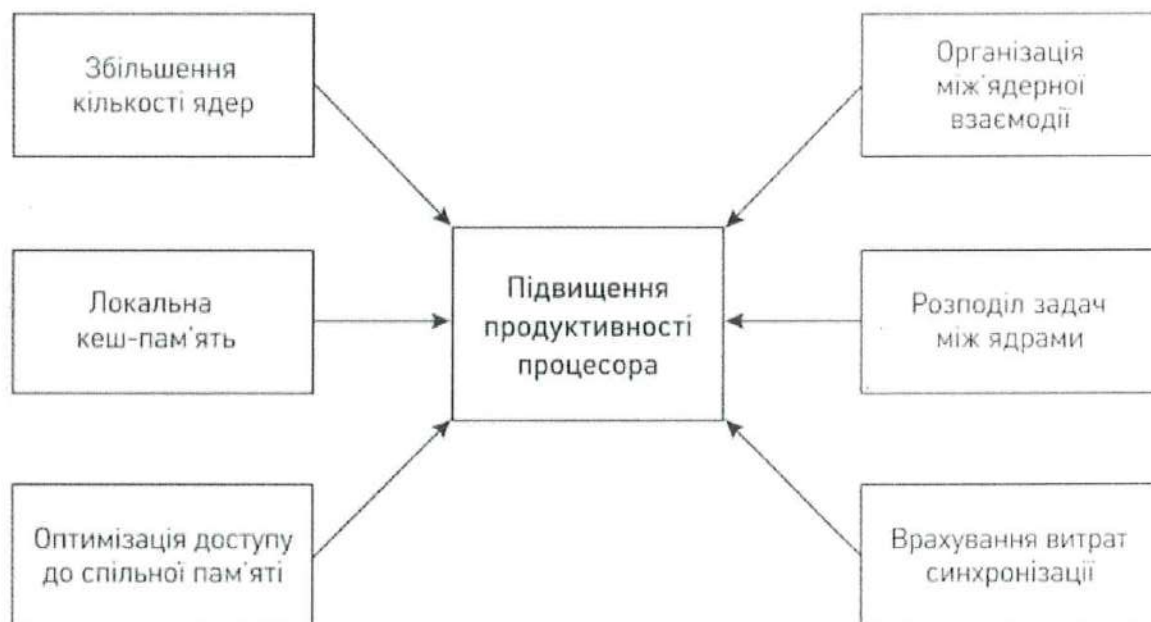 Збільшення
кількості ядер
Локальна
кеш-пам'ять
Оптимізація доступу
до спільної пам'яті
Підвищення
продуктивності
процесора
Організація
між'ядерної
взаємодії
Розподіл задач
між ядрами
Врахування витрат
синхронізації